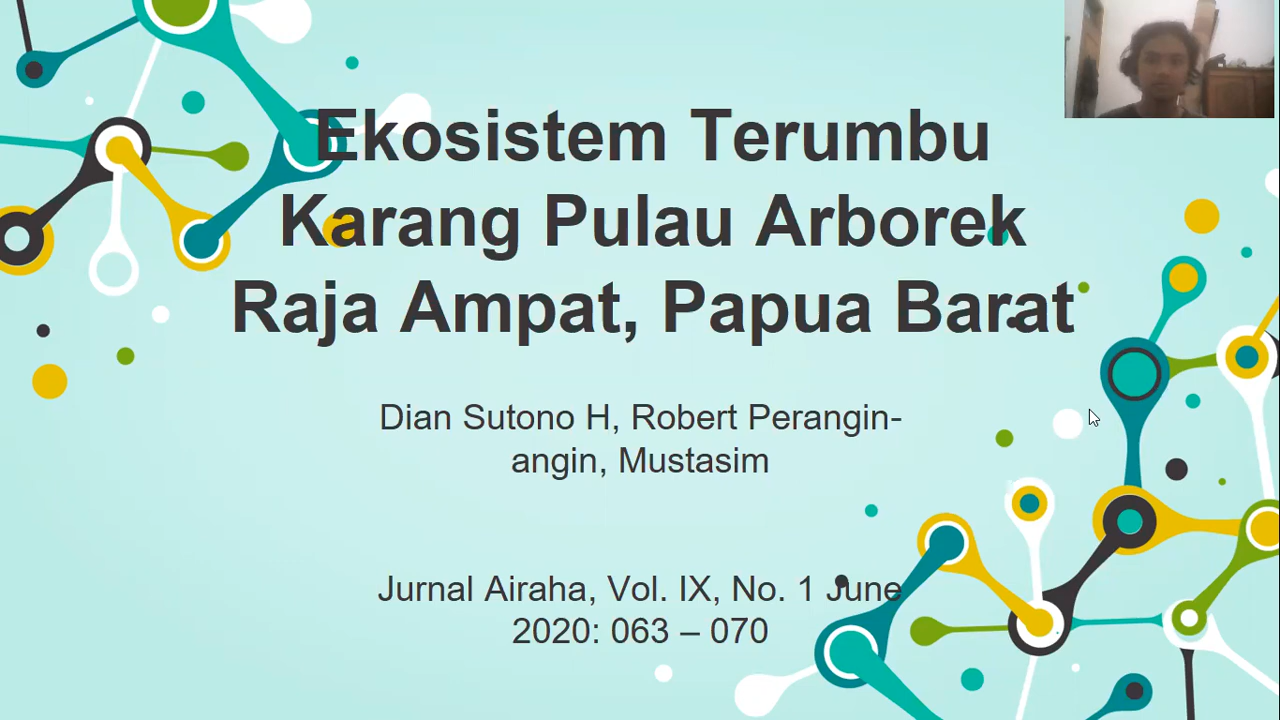 Ekosistem Terumbu
Karang Pulau Arborek
Raja Ampat, Papua Barat
Dian Sutono H, Robert Perangin-
angin, Mustasim
Jurnal Airaha, Vol. IX, No. 1 June
2020: 063 – 070